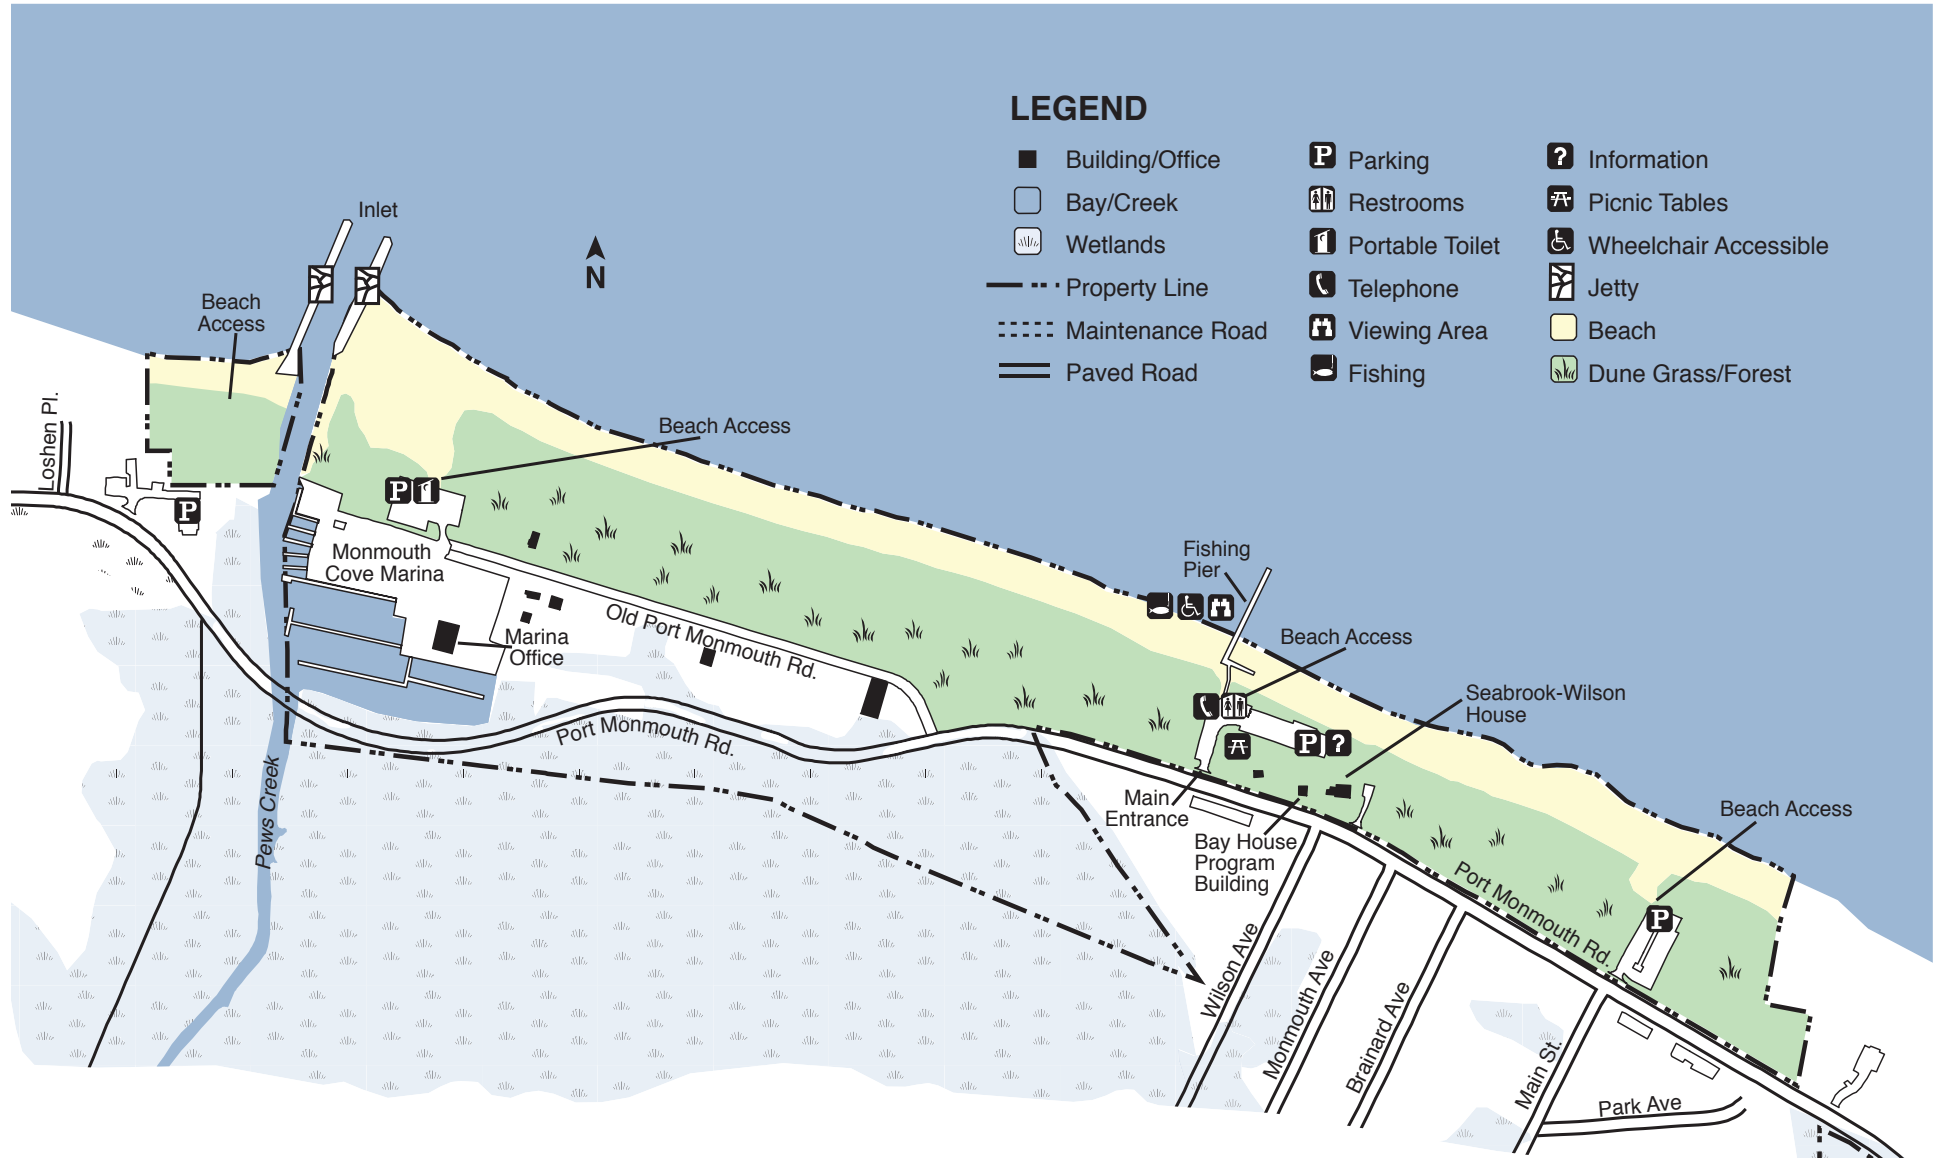 LEGEND
Building/Office
Bay/Creek
Wetlands
Property Line
Maintenance Road
Paved Road
P Parking
Restrooms
Portable Toilet
Telephone
Viewing Area
Fishing
? Information
Picnic Tables
Wheelchair Accessible
Jetty
Beach
Dune Grass/Forest
Inlet
N
Beach
Access
Loshen Pl.
P
Beach Access
P
Monmouth
Cove Marina
Marina
Office
Old Port Monmouth Rd.
Port Monmouth Rd.
Pews Creek
Fishing
Pier
Beach Access
Seabrook-Wilson
House
P ?
Main
Entrance
Bay House
Program
Building
Beach Access
P
Port Monmouth Rd.
Wilson Ave
Monmouth Ave
Brainard Ave
Main St.
Park Ave